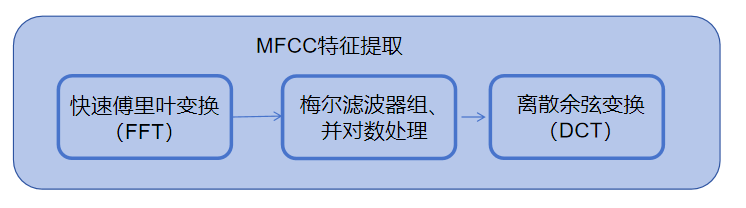 MFCC特征提取
快速傅里叶变换
（FFT）
梅尔滤波器组、
并对数处理
离散余弦变换
（DCT）